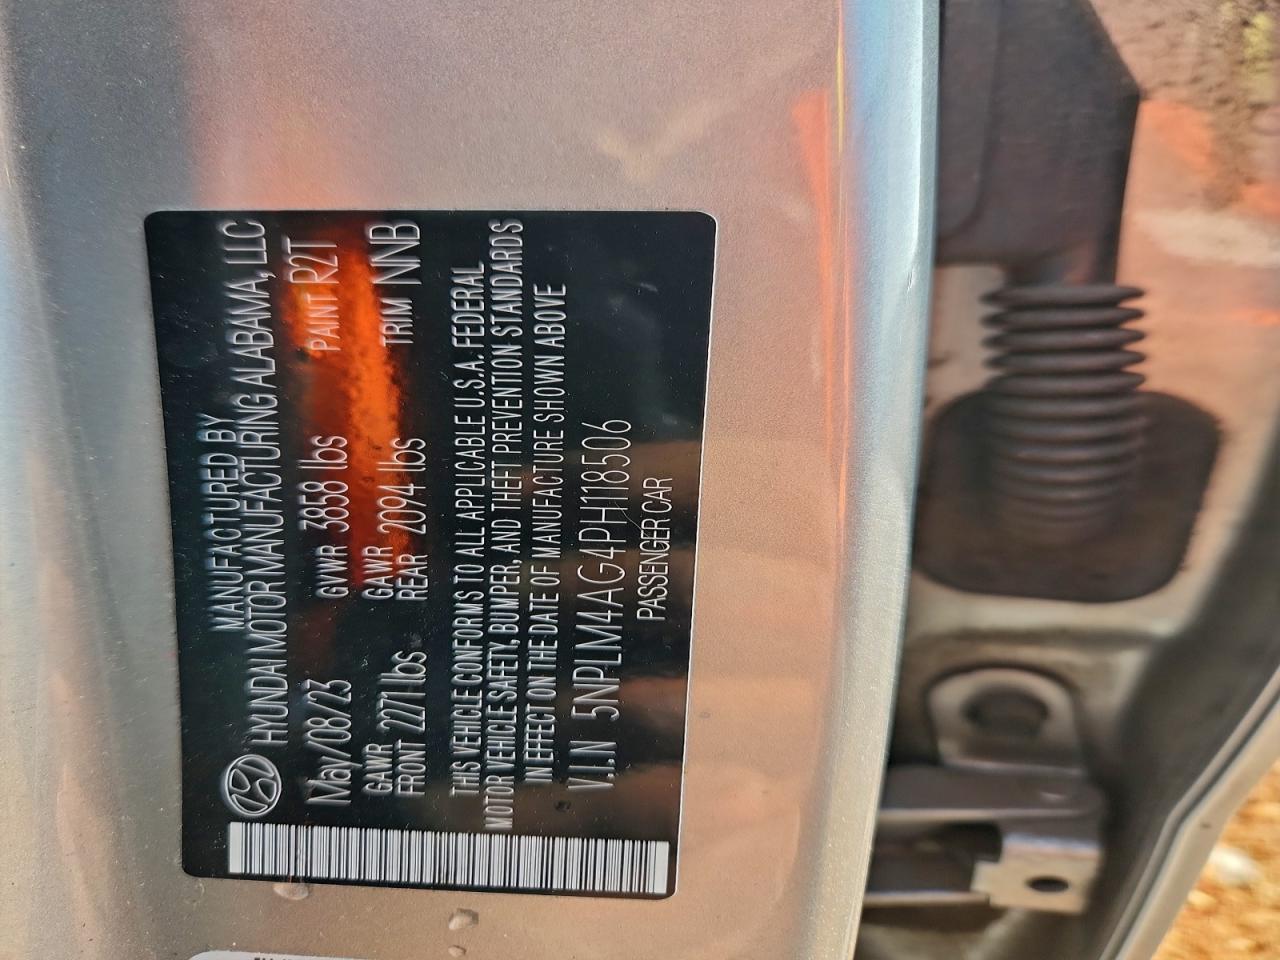 MANUFACTURED BY
HYUNDAI MOTOR MANUFACTURING ALABAMA, LLC
May/08/23 GVWR 3858 lbs PAINT R2T
GAWR FRONT 2271 lbs GAWR REAR 2094 lbs TRIM NNB
THIS VEHICLE CONFORMS TO ALL APPLICABLE U.S.A. FEDERAL
MOTOR VEHICLE SAFETY, BUMPER, AND THEFT PREVENTION STANDARDS
IN EFFECT ON THE DATE OF MANUFACTURE SHOWN ABOVE
V.I.N 5NPLM4AG4PH118506
PASSENGER CAR